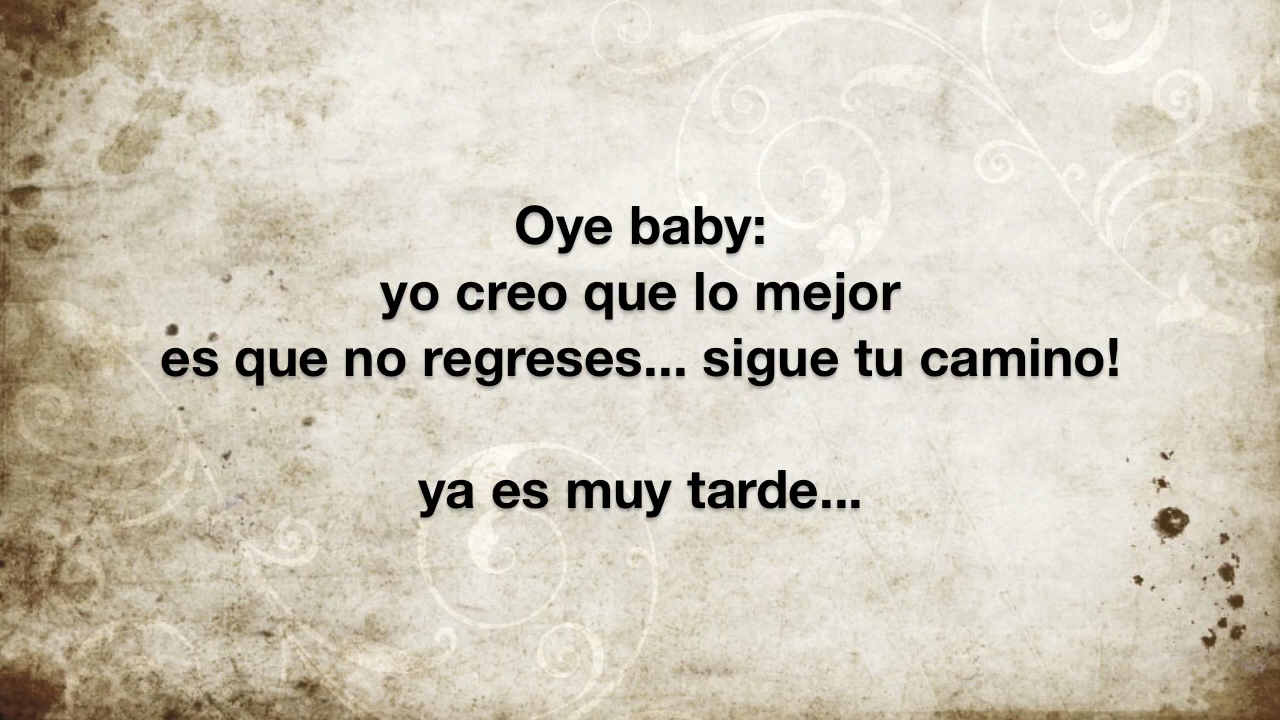 Oye baby:
yo creo que lo mejor
es que no regreses... sigue tu camino!
ya es muy tarde...